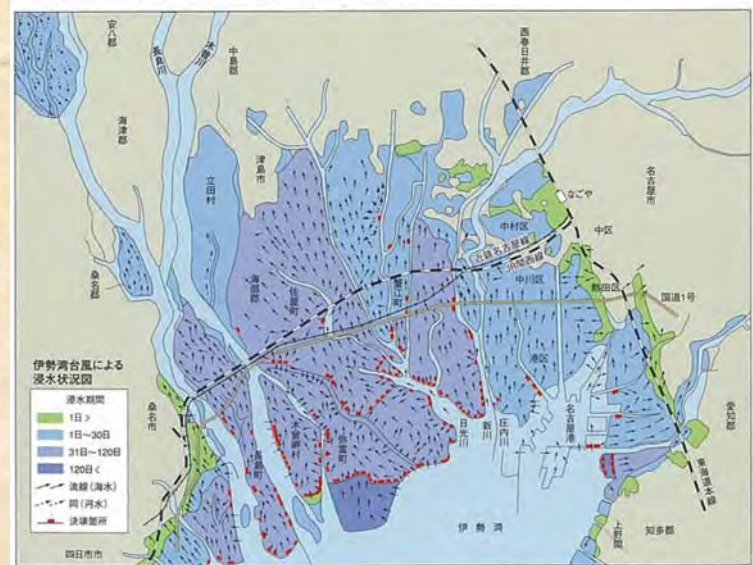 安八郡
長良川
木曽川
中島郡
海津郡
西春日井郡
津島市
立田村
名古屋市
なごや
中村区
中区
近鉄名古屋線
JR関西線
桑名郡
海部郡
佐屋町
蟹江町
中川区
熱田区
国道1号
港区
伊勢湾台風による
浸水状況図
浸水期間
1日>
1日〜30日
31日〜120日
120日<
流線(海水)
同(河水)
決壊箇所
桑名市
長島町
木曽岬村
弥富町
日光川
新川
庄内川
名古屋港
愛知郡
東海道本線
伊勢湾
上野間
知多郡
四日市市